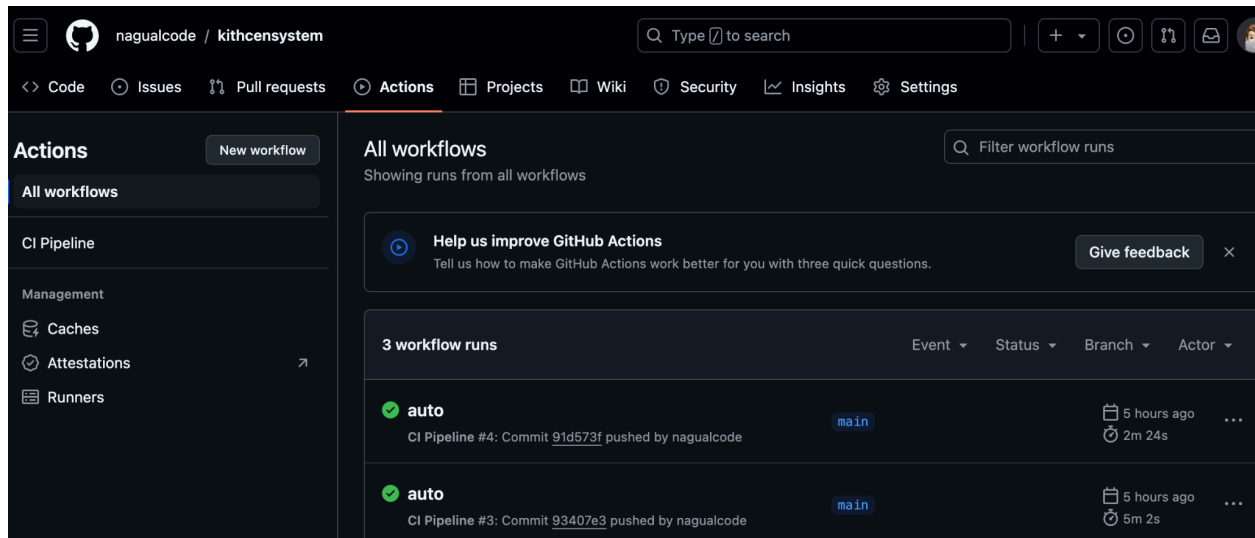 nagualcode / kithcensystem
Type / to search
Code
Issues
Pull requests
Actions
Projects
Wiki
Security
Insights
Settings
Actions
New workflow
All workflows
CI Pipeline
Management
Caches
Attestations
Runners
All workflows
Showing runs from all workflows
Filter workflow runs
Help us improve GitHub Actions
Tell us how to make GitHub Actions work better for you with three quick questions.
Give feedback
3 workflow runs
Event
Status
Branch
Actor
auto
CI Pipeline #4: Commit 91d573f pushed by nagualcode
main
5 hours ago
2m 24s
auto
CI Pipeline #3: Commit 93407e3 pushed by nagualcode
main
5 hours ago
5m 2s